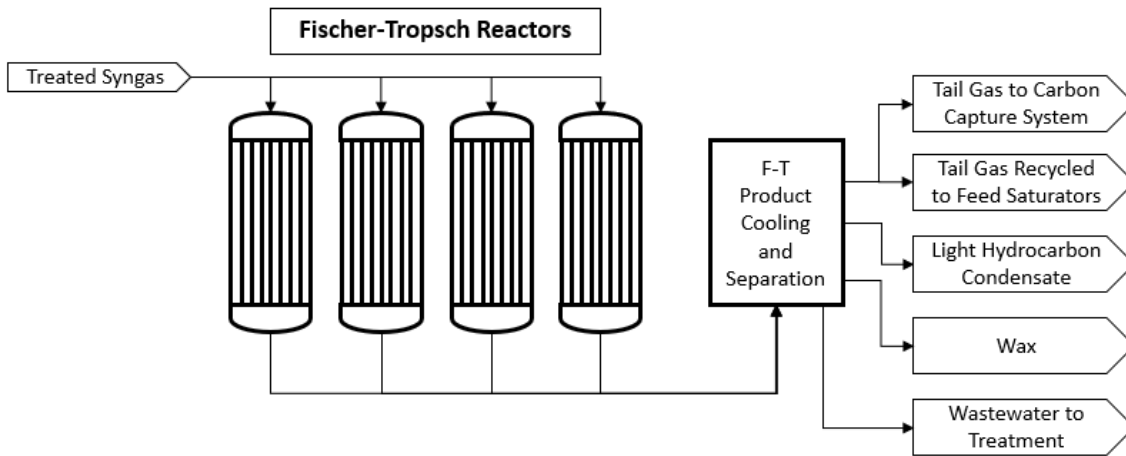 Fischer-Tropsch Reactors
Treated Syngas
F-T
Product
Cooling
and
Separation
Tail Gas to Carbon
Capture System
Tail Gas Recycled
to Feed Saturators
Light Hydrocarbon
Condensate
Wax
Wastewater to
Treatment